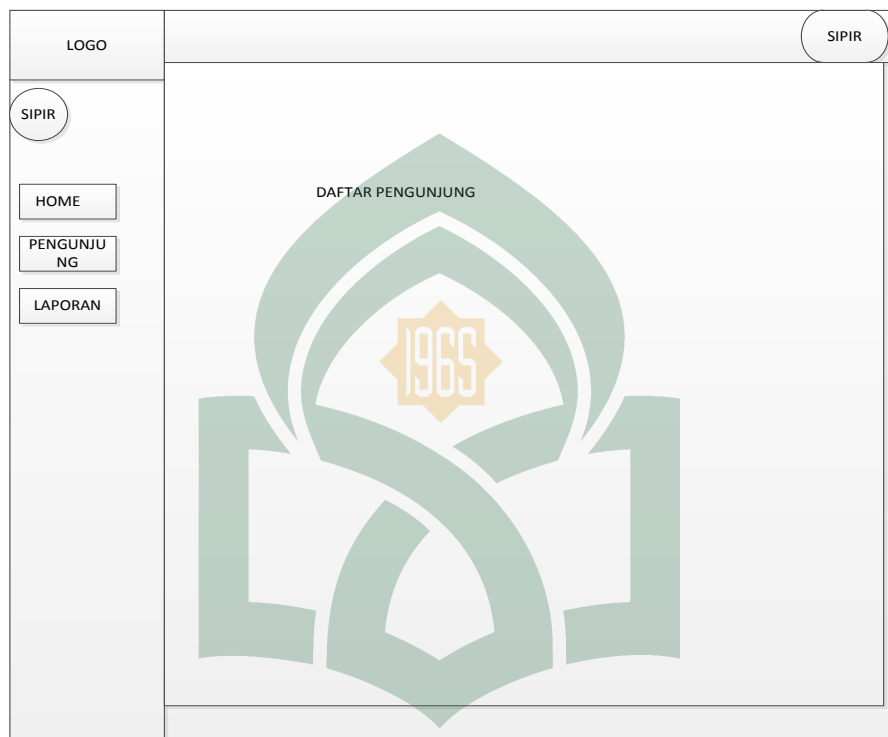 LOGO
SIPIR
SIPIR
HOME
DAFTAR PENGUNJUNG
PENGUNJU
NG
LAPORAN
1965